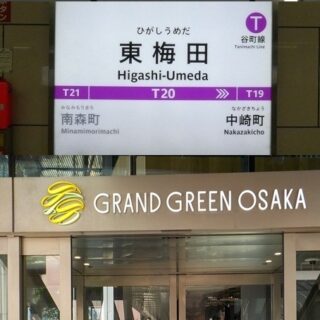 タン
ひがしうめだ
東梅田
Higashi-Umeda
T
谷町線
Tanimachi Line
T21
T20
T19
みなみもりまち
南森町
Minamimorimachi
なかざきちょう
中崎町
Nakazakicho
GRAND GREEN OSAKA